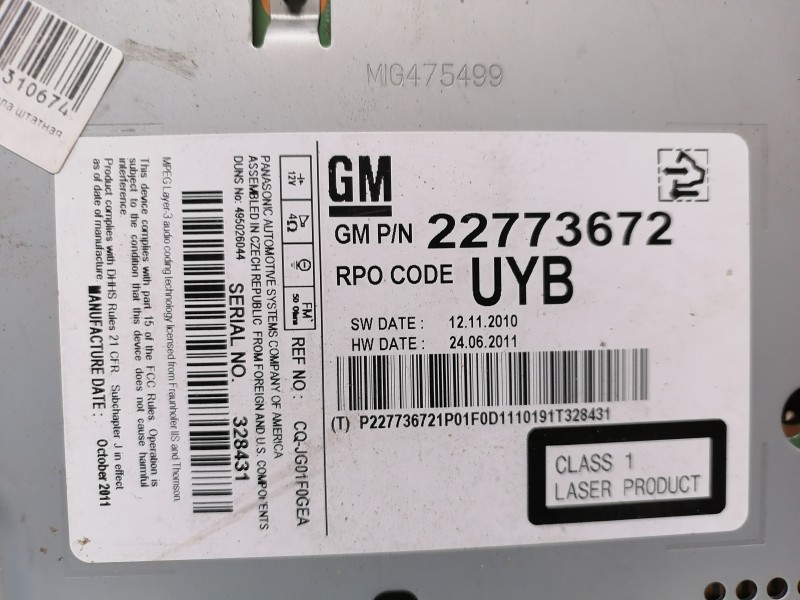 MIG475499
310674
штатная
GM
GM P/N 22773672
RPO CODE UYB
SW DATE : 12.11.2010
HW DATE : 24.06.2011
(T) P227736721P01F0D1110191T328431
CLASS 1
LASER PRODUCT
12V
4Ω
FM
50 Ohms
REF NO : CQ-JG01F0GEA
PANASONIC AUTOMOTIVE SYSTEMS COMPANY OF AMERICA
ASSEMBLED IN CZECH REPUBLIC FROM FOREIGN AND U.S. COMPONENTS
DUNS No: 495026044
SERIAL NO. 328431
MPEG Layer 3 audio coding technology licensed from Fraunhofer IIS and Thomson.
This device complies with part 15 of the FCC Rules. Operation is
subject to the condition that this device does not cause harmful
interference.
Product complies with DHHS Rules 21 CFR Subchapter J in effect
as of date of manufacture.
MANUFACTURE DATE : October 2011